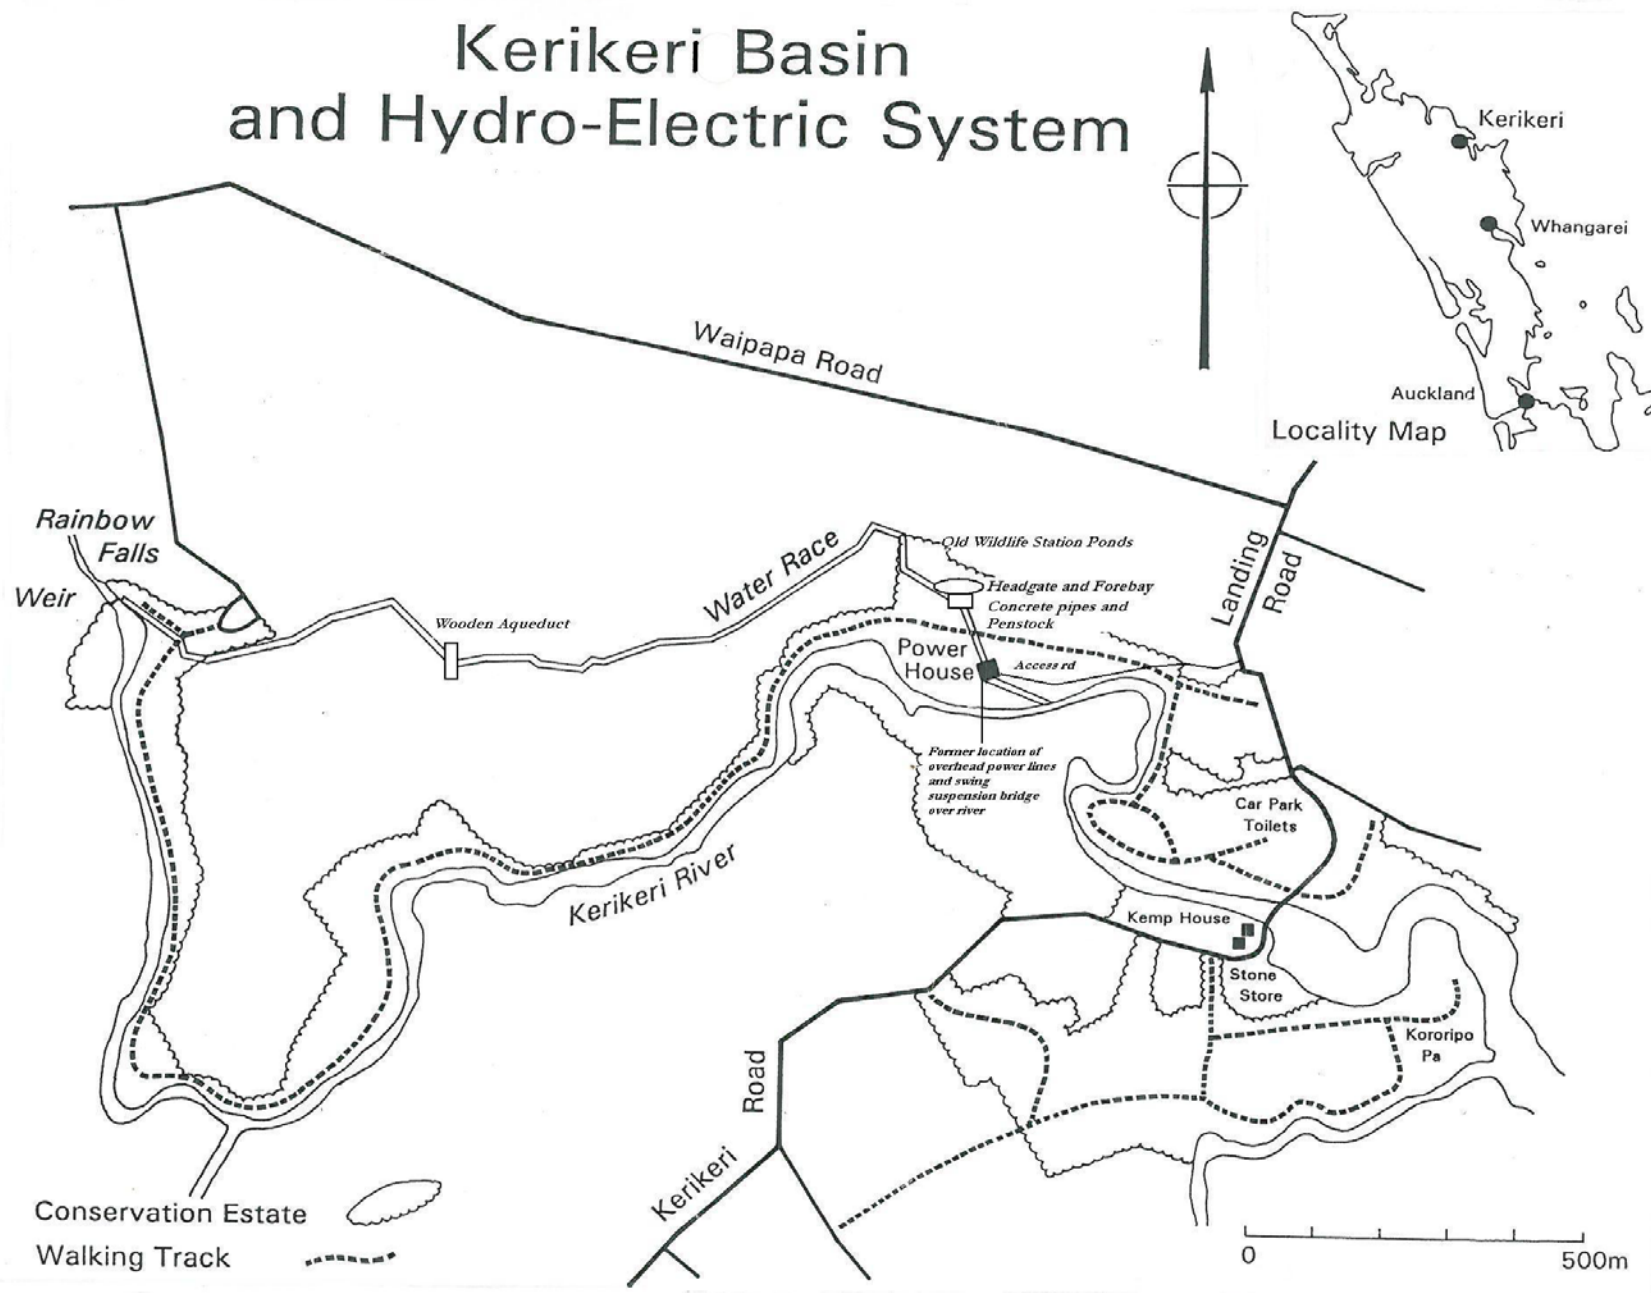 Kerikeri Basin
and Hydro-Electric System
Kerikeri
Whangarei
Auckland
Locality Map
Waipapa Road
Landing
Road
Rainbow
Falls
Weir
Water Race
Old Wildlife Station Ponds
Headgate and Forebay
Concrete pipes and
Penstock
Wooden Aqueduct
Power
House
Access rd
Former location of
overhead power lines
and swing
suspension bridge
over river
Car Park
Toilets
Kerikeri River
Kemp House
Stone
Store
Kororipo
Pa
Road
Kerikeri
Conservation Estate
Walking Track
0
500m